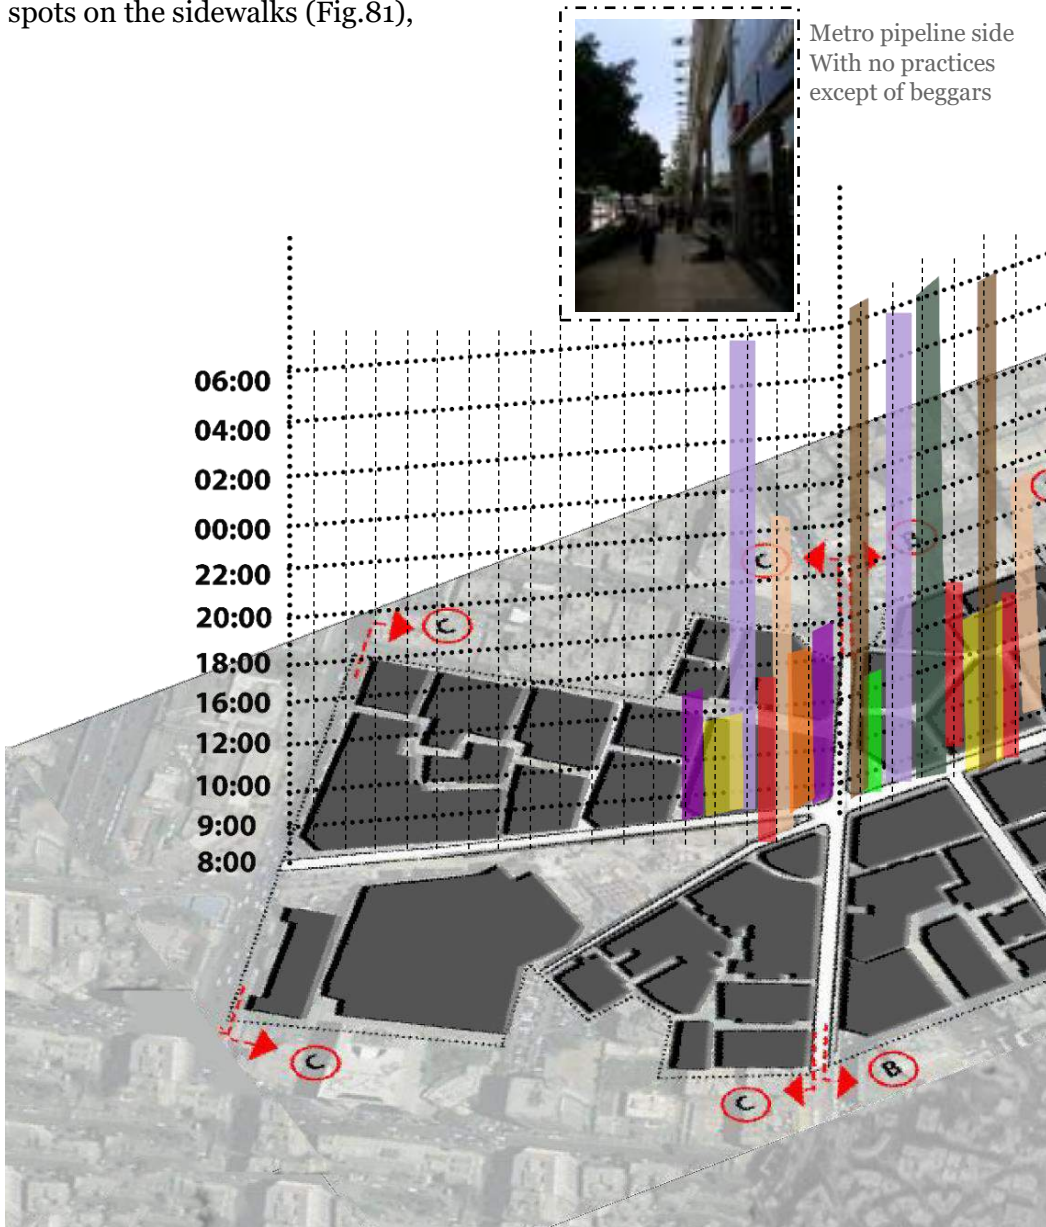 spots on the sidewalks (Fig.81),
Metro pipeline side
With no practices
except of beggars
06:00
04:00
02:00
00:00
22:00
20:00
18:00
16:00
12:00
10:00
9:00
8:00
C
B
C
C
B
C